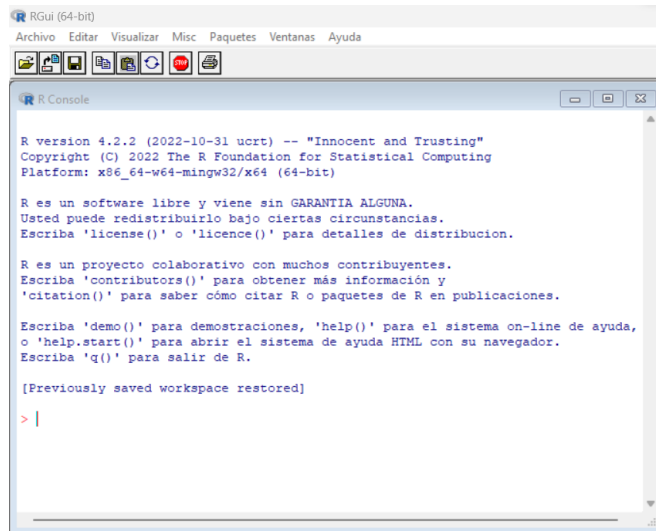 RGui (64-bit)
Archivo Editar Visualizar Misc Paquetes Ventanas Ayuda
STOP
R Console
R version 4.2.2 (2022-10-31 ucrt) -- "Innocent and Trusting"
Copyright (C) 2022 The R Foundation for Statistical Computing
Platform: x86_64-w64-mingw32/x64 (64-bit)
R es un software libre y viene sin GARANTIA ALGUNA.
Usted puede redistribuirlo bajo ciertas circunstancias.
Escriba 'license()' o 'licence()' para detalles de distribucion.
R es un proyecto colaborativo con muchos contribuyentes.
Escriba 'contributors()' para obtener más información y
'citation()' para saber cómo citar R o paquetes de R en publicaciones.
Escriba 'demo()' para demostraciones, 'help()' para el sistema on-line de ayuda,
o 'help.start()' para abrir el sistema de ayuda HTML con su navegador.
Escriba 'q()' para salir de R.
[Previously saved workspace restored]
>